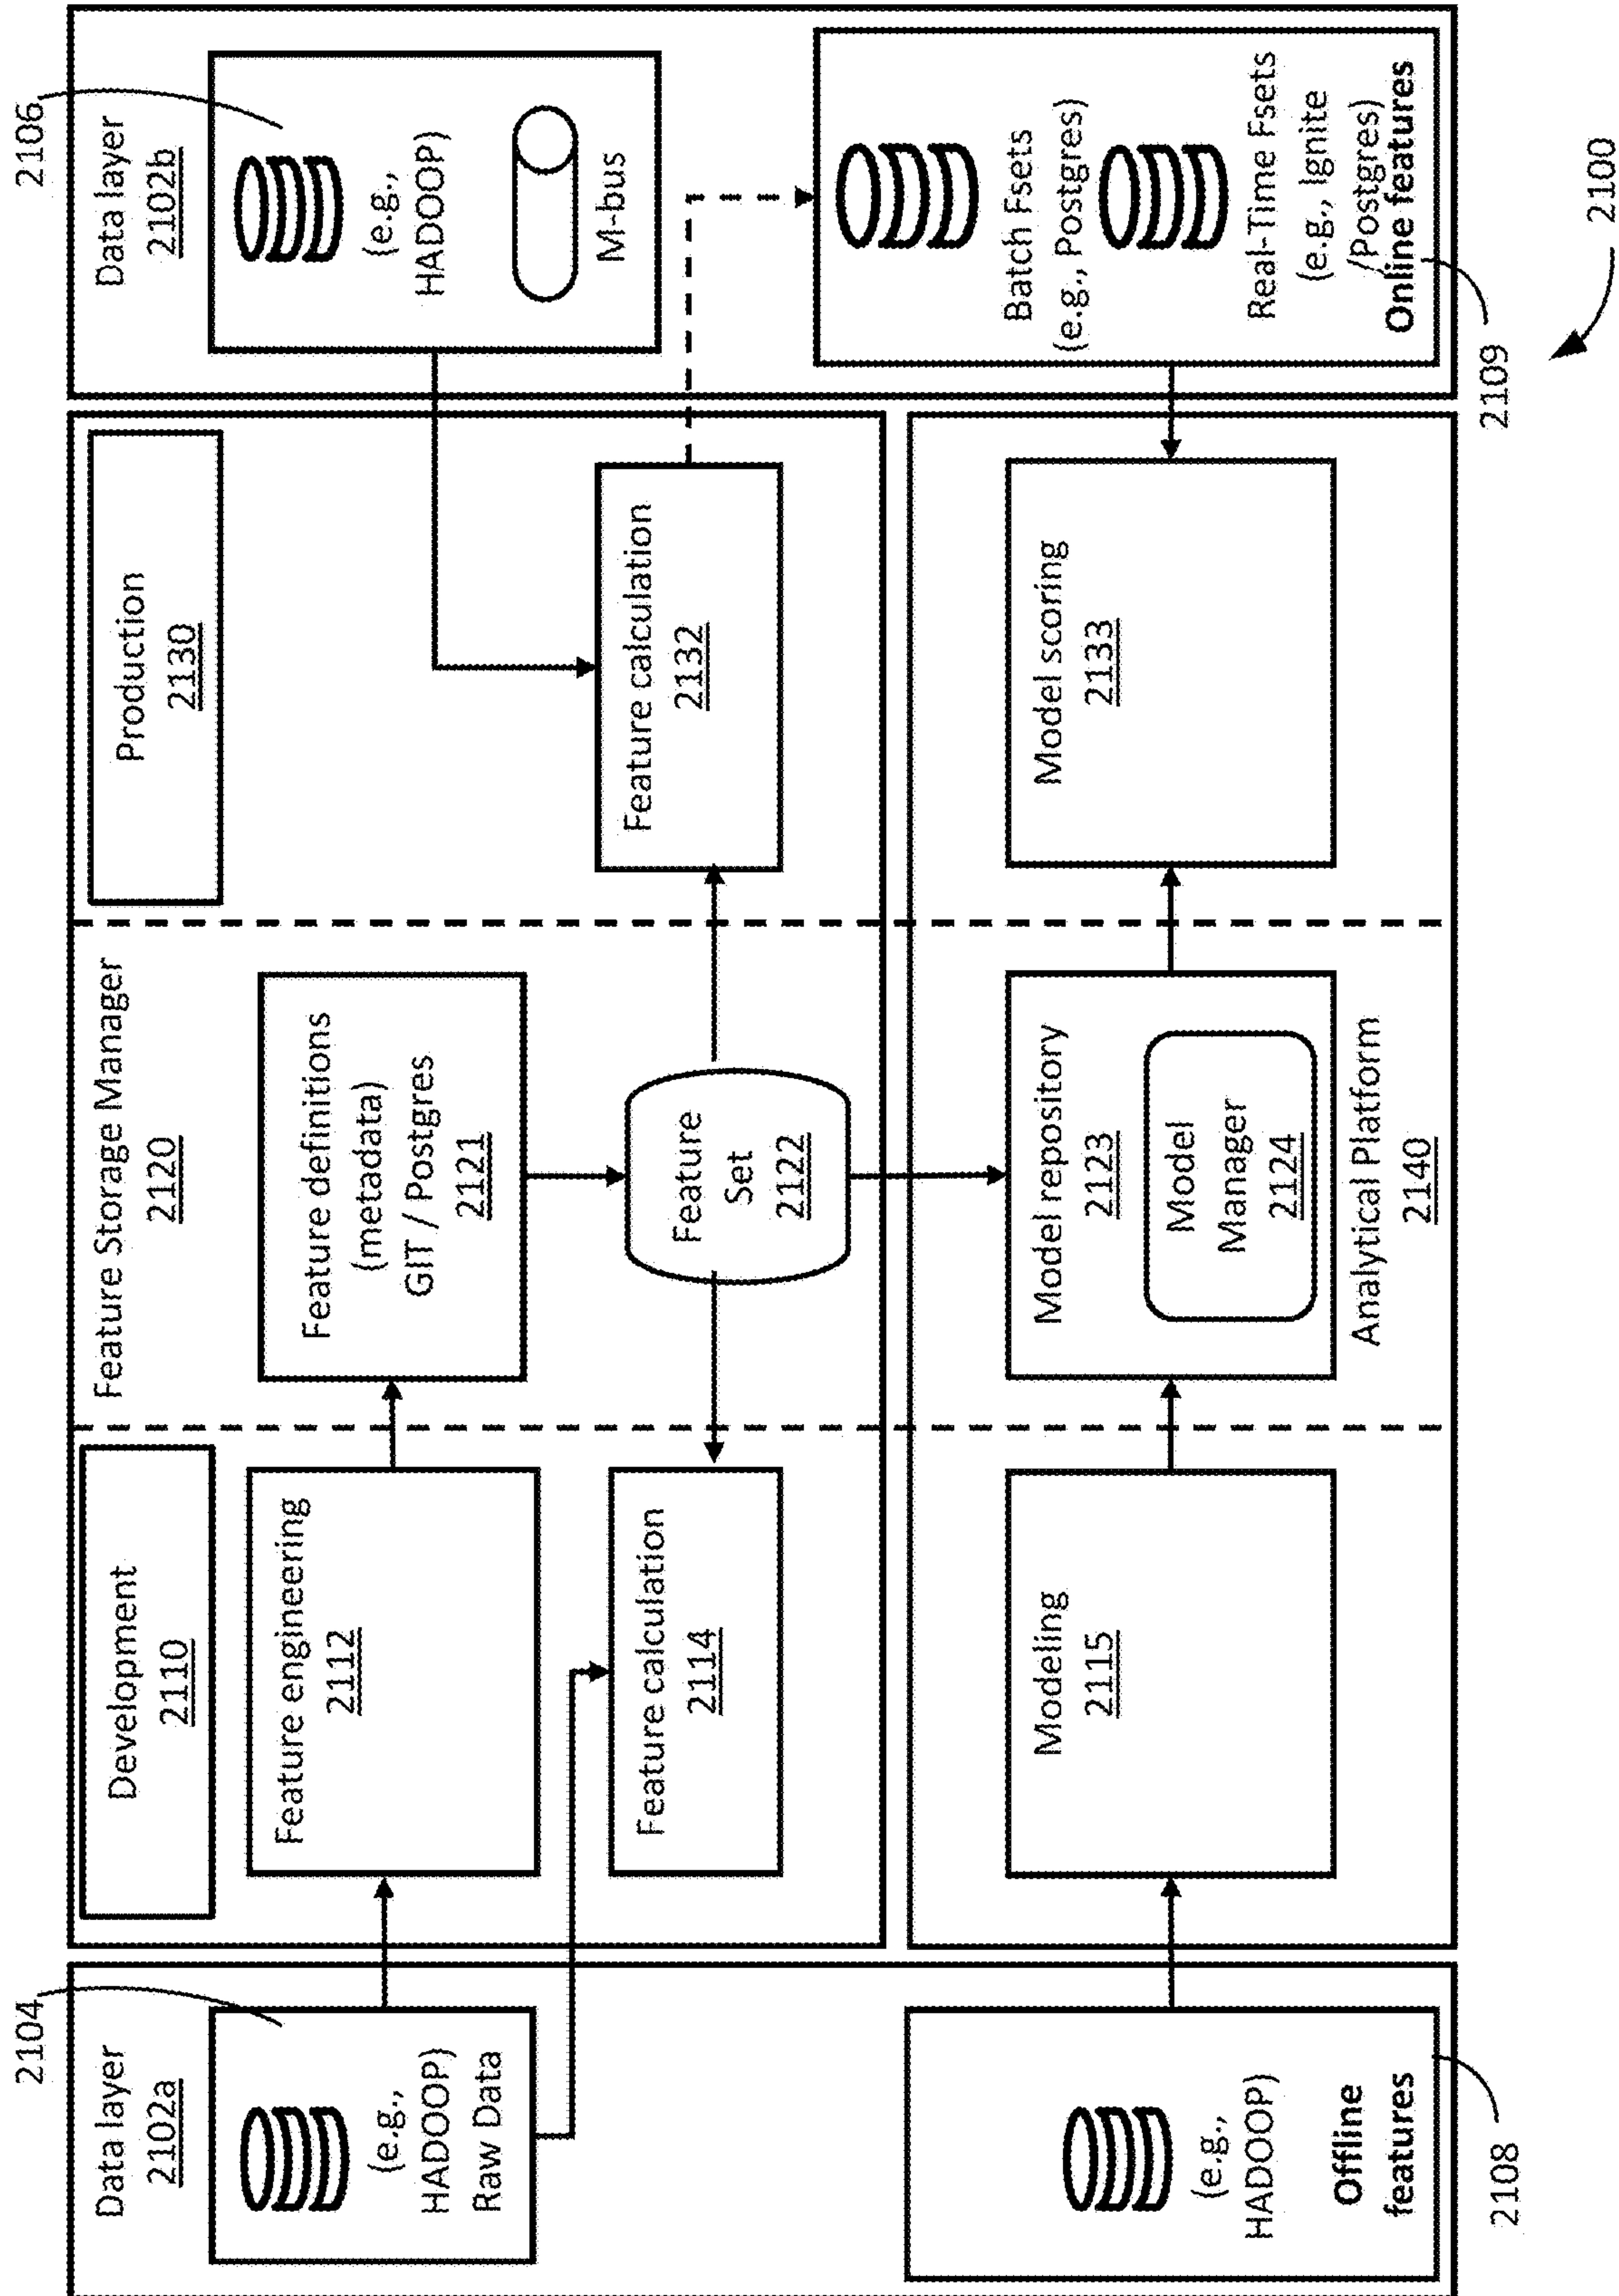 2104
Data layer
2102a
(e.g.,
HADOOP)
Raw Data
(e.g.,
HADOOP)
Offline
features
2108
Development
2110
Feature engineering
2112
Feature calculation
2114
Modeling
2115
Feature Storage Manager
2120
Feature definitions
(metadata)
GIT / Postgres
2121
Feature
Set
2122
Model repository
2123
Model
Manager
2124
Analytical Platform
2140
Production
2130
Feature calculation
2132
Model scoring
2133
2106
Data layer
2102b
(e.g.,
HADOOP)
M-bus
Batch Fsets
(e.g., Postgres)
Real-Time Fsets
(e.g., Ignite
/Postgres)
Online features
2109
2100